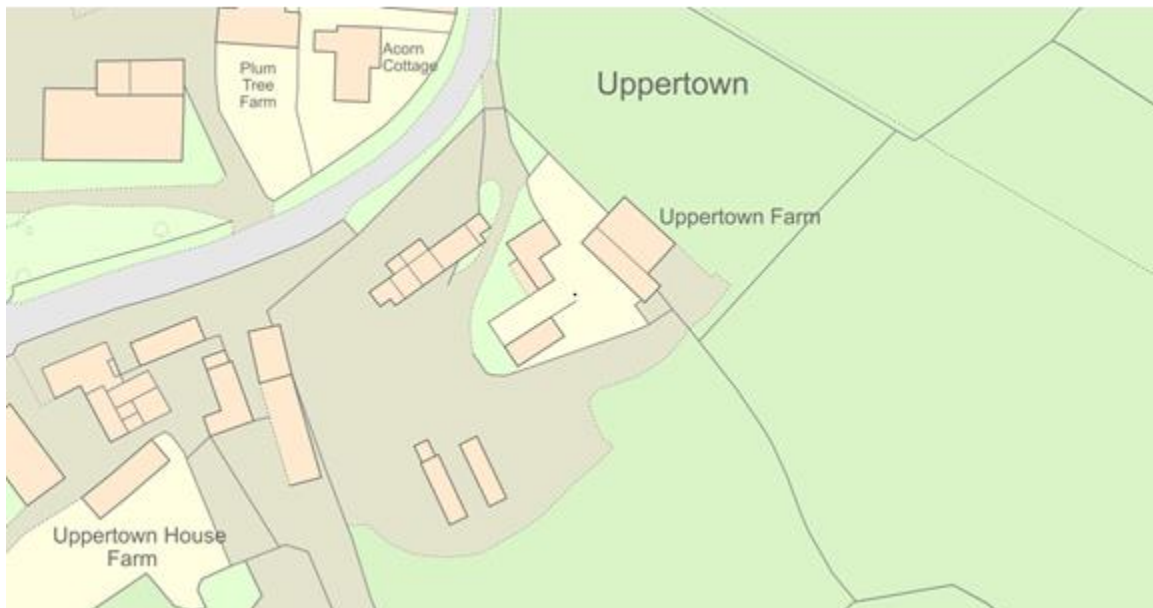 Acorn
Cottage
Plum
Tree
Farm
Uppertown
Uppertown Farm
Uppertown House
Farm